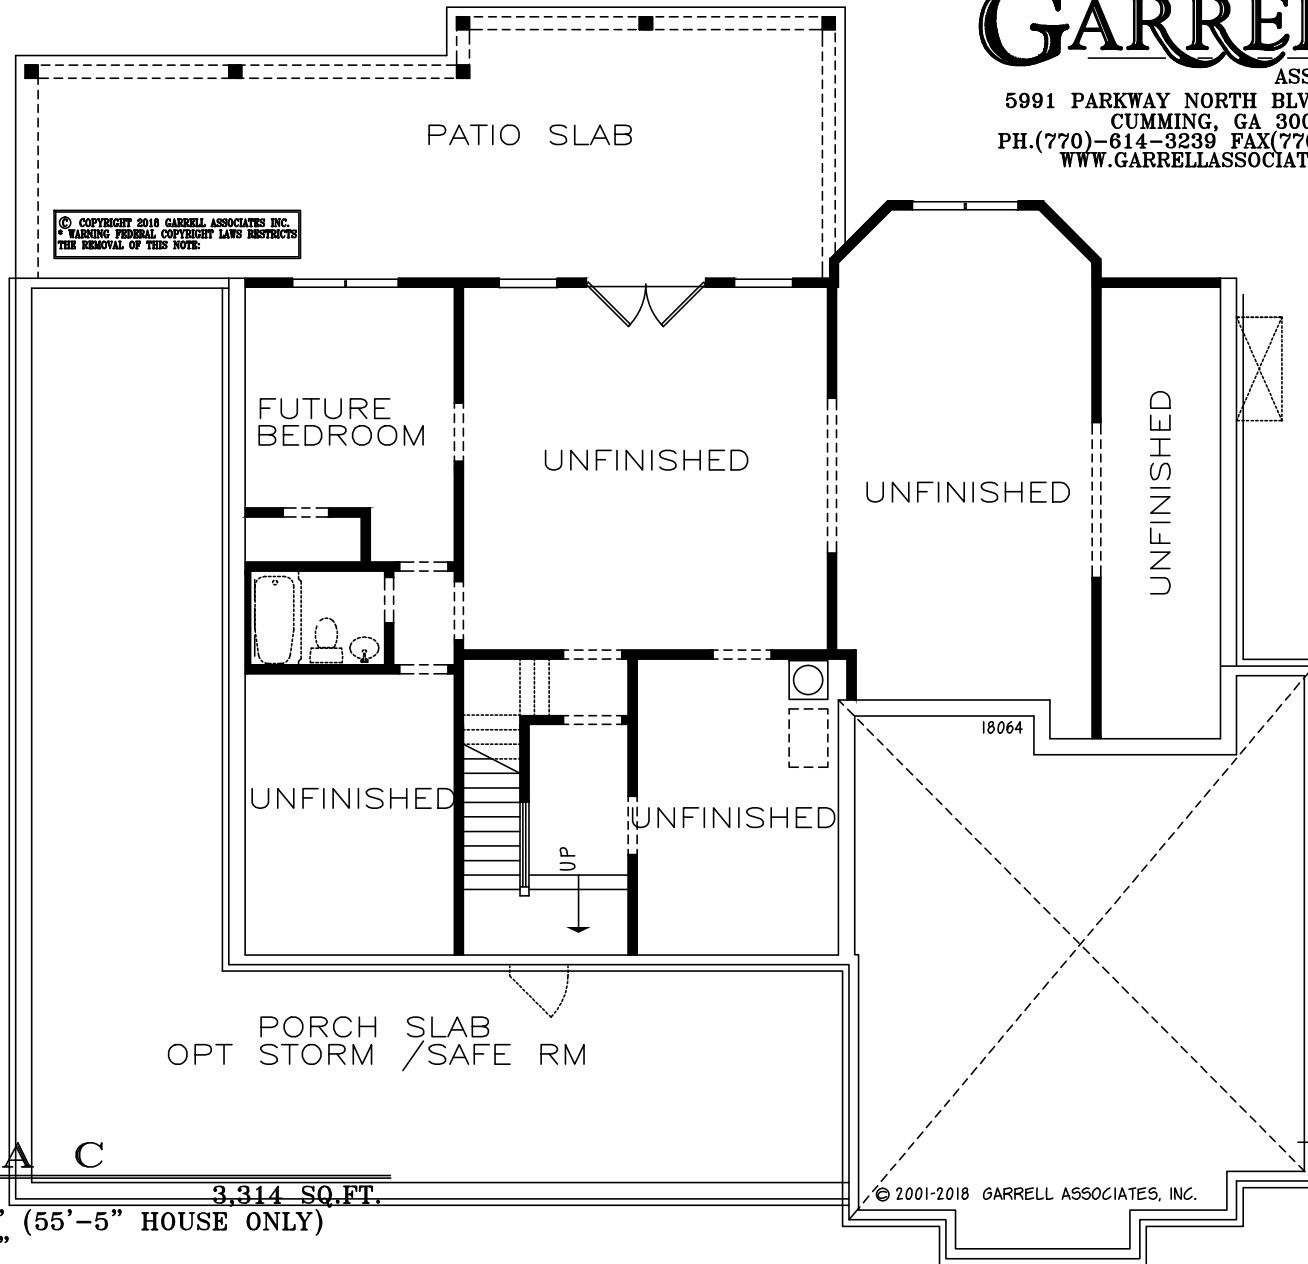 GARREL
ASS
5991 PARKWAY NORTH BLV
CUMMING, GA 300
PH.(770)-614-3239 FAX(770
WWW.GARRELLASSOCIAT
PATIO SLAB
© COPYRIGHT 2018 GARRELL ASSOCIATES INC.
* WARNING FEDERAL COPYRIGHT LAWS RESTRICTS
THE REMOVAL OF THIS NOTE:
FUTURE
BEDROOM
UNFINISHED
UNFINISHED
UNFINISHED
18064
UNFINISHED
UNFINISHED
UP
PORCH SLAB
OPT STORM /SAFE RM
A C
3,314 SQ.FT.
' (55'-5" HOUSE ONLY)
"
© 2001-2018 GARRELL ASSOCIATES, INC.